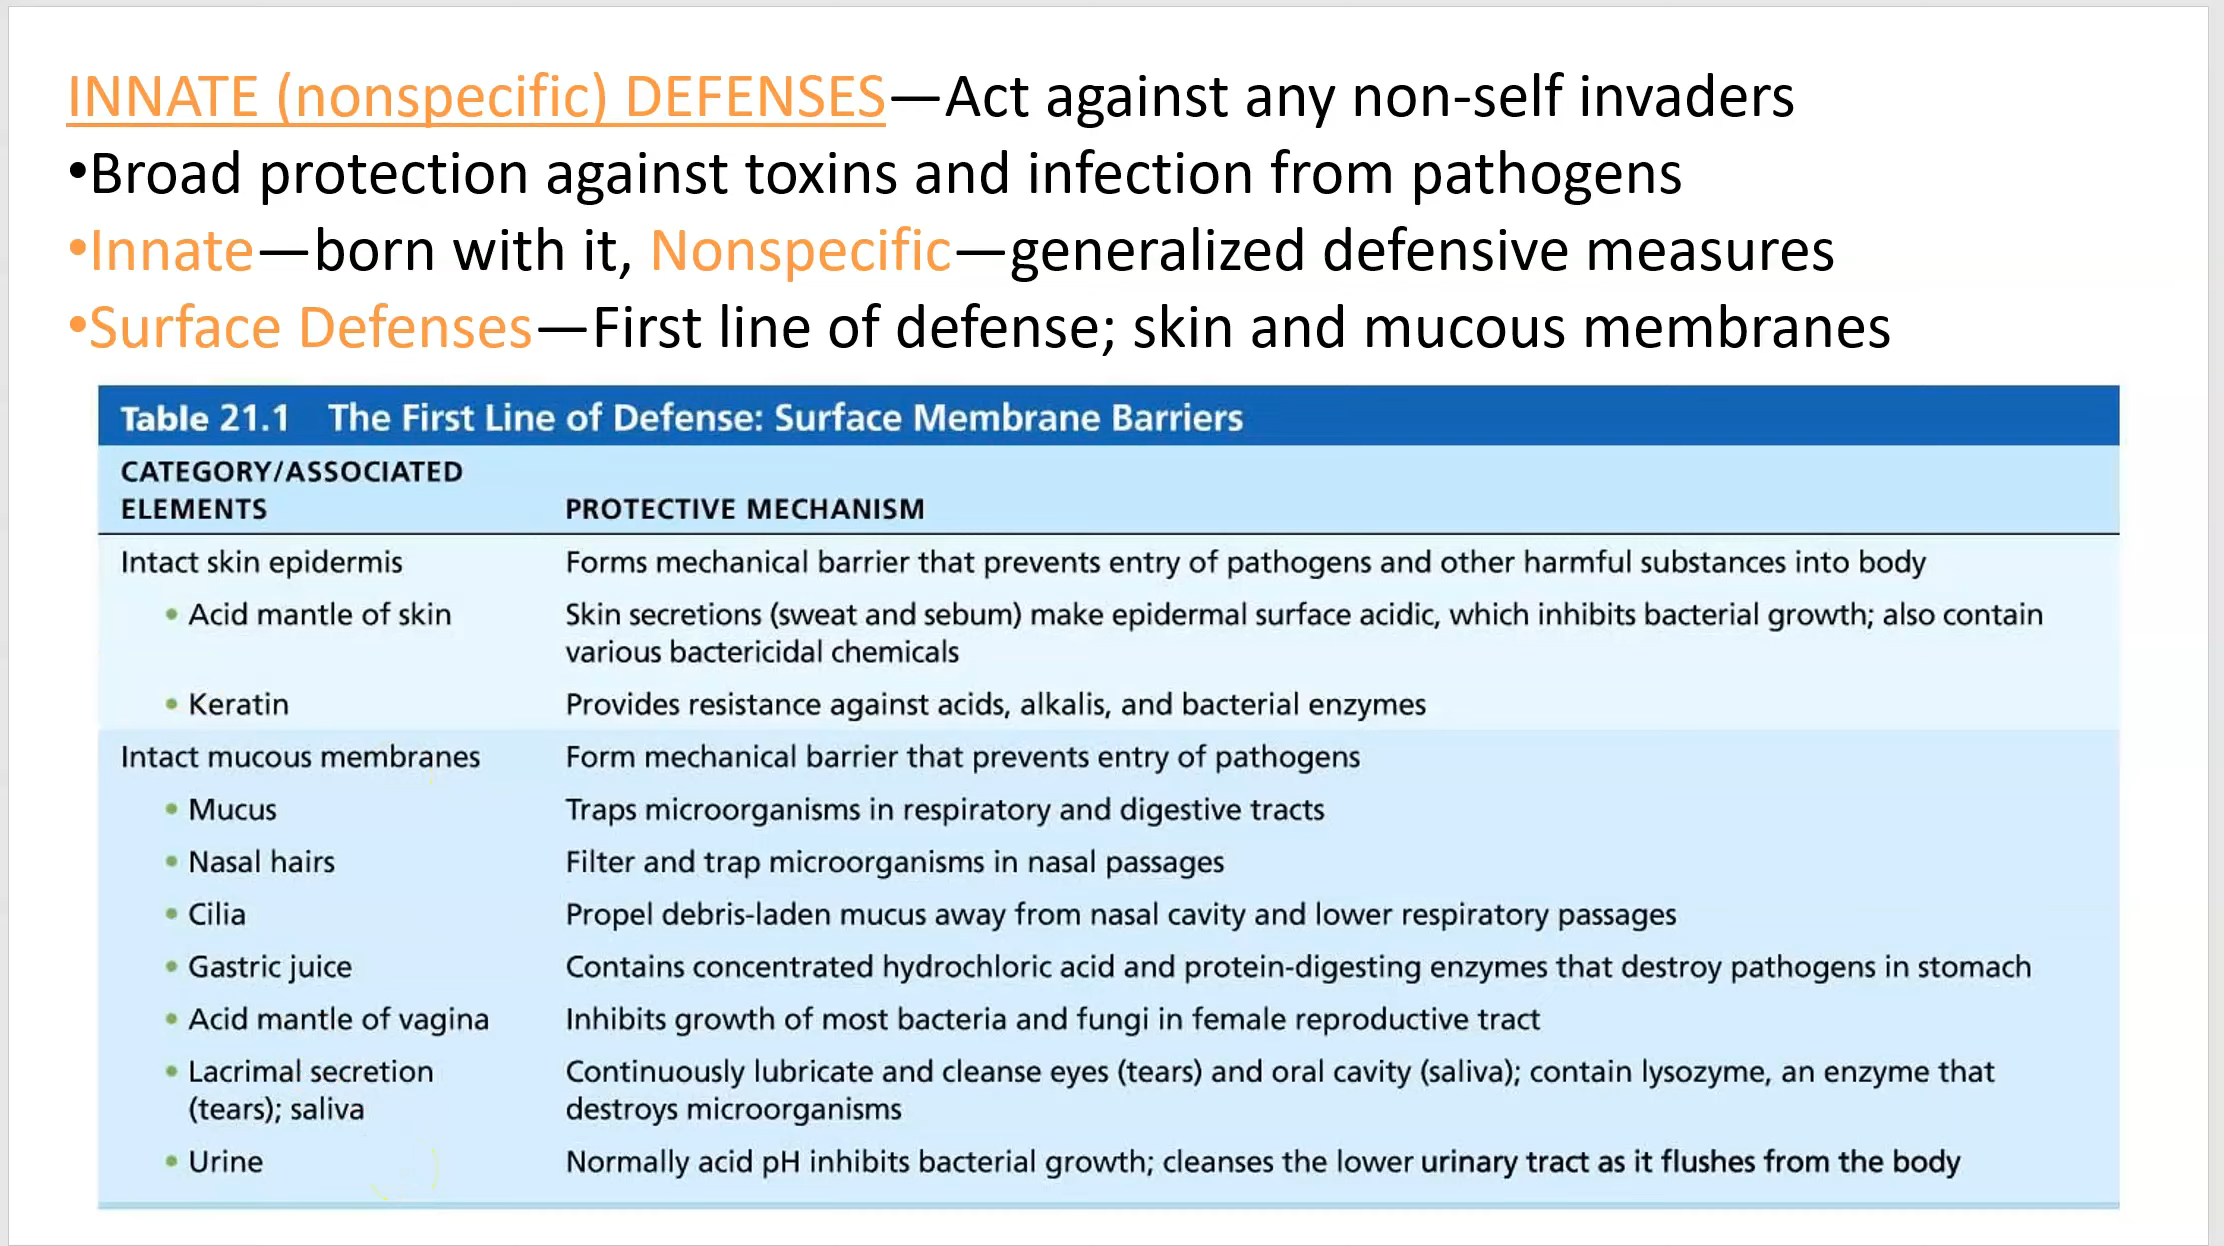 INNATE (nonspecific) DEFENSES—Act against any non-self invaders
•Broad protection against toxins and infection from pathogens
•Innate—born with it, Nonspecific—generalized defensive measures
•Surface Defenses—First line of defense; skin and mucous membranes
Table 21.1 The First Line of Defense: Surface Membrane Barriers
CATEGORY/ASSOCIATED
ELEMENTS PROTECTIVE MECHANISM
Intact skin epidermis Forms mechanical barrier that prevents entry of pathogens and other harmful substances into body
• Acid mantle of skin Skin secretions (sweat and sebum) make epidermal surface acidic, which inhibits bacterial growth; also contain
various bactericidal chemicals
• Keratin Provides resistance against acids, alkalis, and bacterial enzymes
Intact mucous membranes Form mechanical barrier that prevents entry of pathogens
• Mucus Traps microorganisms in respiratory and digestive tracts
• Nasal hairs Filter and trap microorganisms in nasal passages
• Cilia Propel debris-laden mucus away from nasal cavity and lower respiratory passages
• Gastric juice Contains concentrated hydrochloric acid and protein-digesting enzymes that destroy pathogens in stomach
• Acid mantle of vagina Inhibits growth of most bacteria and fungi in female reproductive tract
• Lacrimal secretion Continuously lubricate and cleanse eyes (tears) and oral cavity (saliva); contain lysozyme, an enzyme that
(tears); saliva destroys microorganisms
• Urine Normally acid pH inhibits bacterial growth; cleanses the lower urinary tract as it flushes from the body